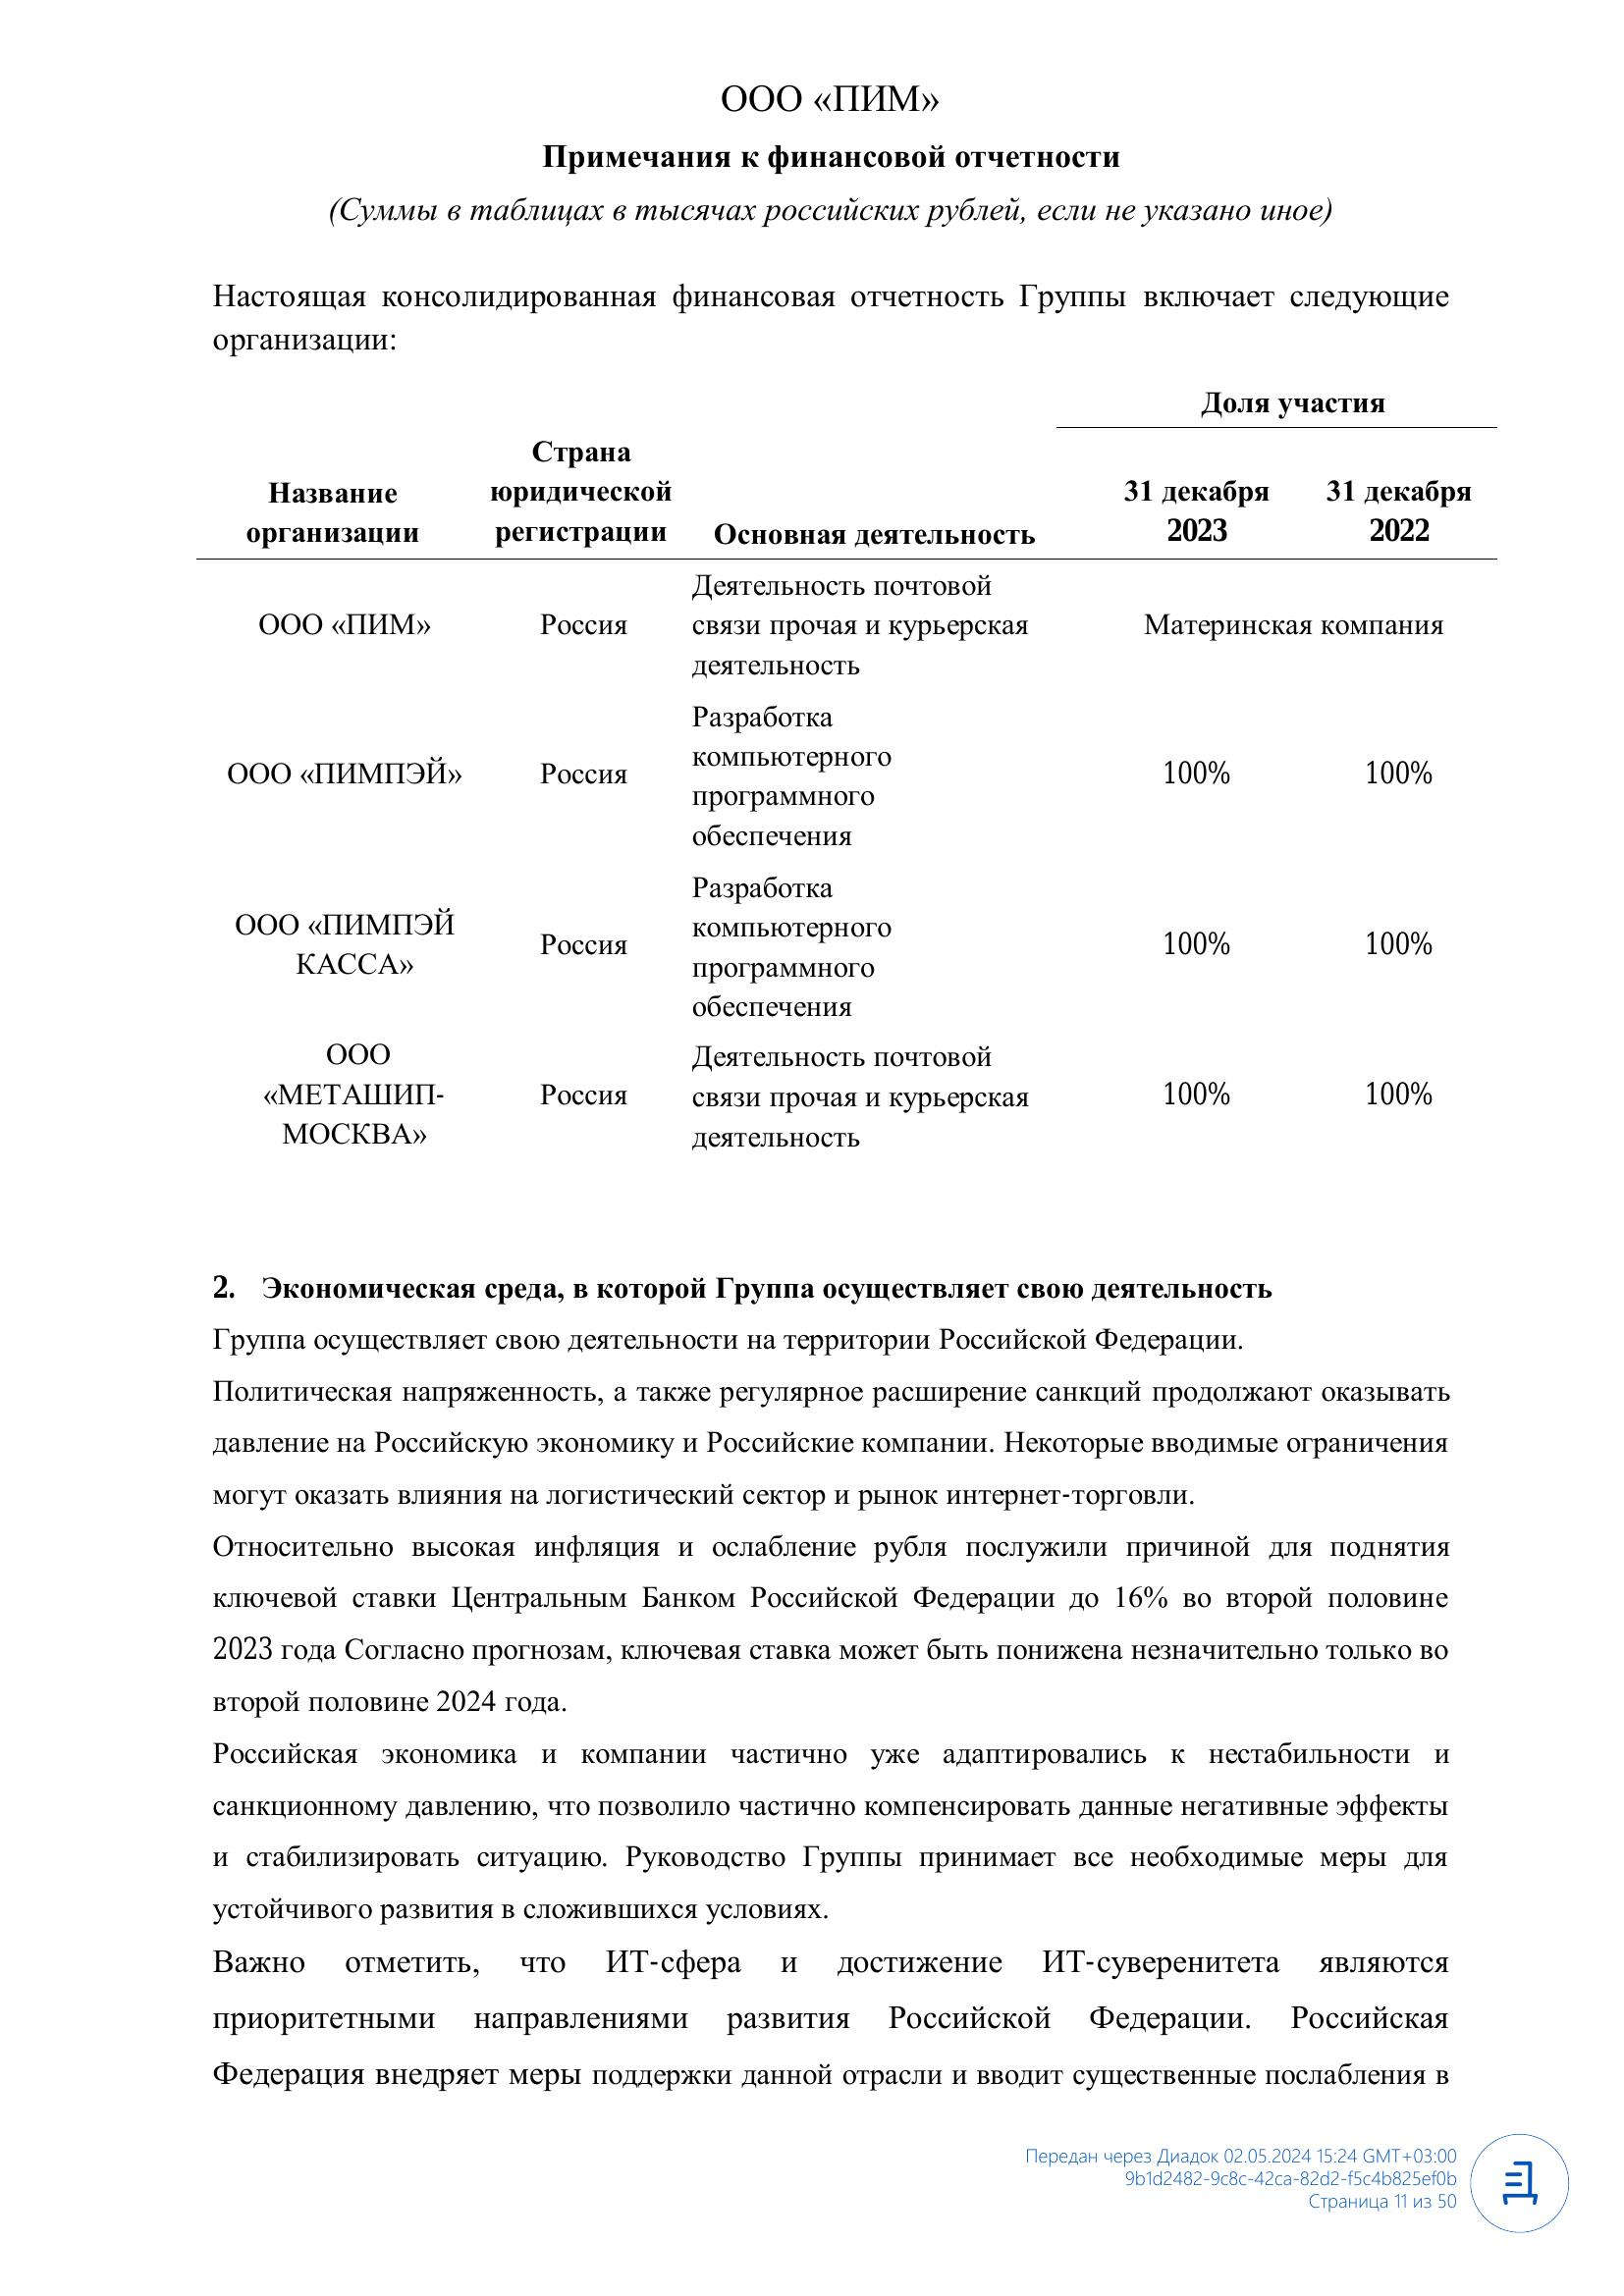 ООО «ПИМ»
Примечания к финансовой отчетности
(Суммы в таблицах в тысячах российских рублей, если не указано иное)
Настоящая консолидированная финансовая отчетность Группы включает следующие
организации:
Доля участия
Название
организации
Страна
юридической
регистрации
Основная деятельность
31 декабря
2023
31 декабря
2022
ООО «ПИМ»
Россия
Деятельность почтовой
связи прочая и курьерская
деятельность
Материнская компания
ООО «ПИМПЭЙ»
Россия
Разработка
компьютерного
программного
обеспечения
100%
100%
ООО «ПИМПЭЙ
КАССА»
Россия
Разработка
компьютерного
программного
обеспечения
100%
100%
ООО
«МЕТАШИП-
МОСКВА»
Россия
Деятельность почтовой
связи прочая и курьерская
деятельность
100%
100%
2. Экономическая среда, в которой Группа осуществляет свою деятельность
Группа осуществляет свою деятельности на территории Российской Федерации.
Политическая напряженность, а также регулярное расширение санкций продолжают оказывать
давление на Российскую экономику и Российские компании. Некоторые вводимые ограничения
могут оказать влияния на логистический сектор и рынок интернет-торговли.
Относительно высокая инфляция и ослабление рубля послужили причиной для поднятия
ключевой ставки Центральным Банком Российской Федерации до 16% во второй половине
2023 года Согласно прогнозам, ключевая ставка может быть понижена незначительно только во
второй половине 2024 года.
Российская экономика и компании частично уже адаптировались к нестабильности и
санкционному давлению, что позволило частично компенсировать данные негативные эффекты
и стабилизировать ситуацию. Руководство Группы принимает все необходимые меры для
устойчивого развития в сложившихся условиях.
Важно отметить, что ИТ-сфера и достижение ИТ-суверенитета являются
приоритетными направлениями развития Российской Федерации. Российская
Федерация внедряет меры поддержки данной отрасли и вводит существенные послабления в
Передан через Диадок 02.05.2024 15:24 GMT+03:00
9b1d2482-9c8c-42ca-82d2-f5c4b825ef0b
Страница 11 из 50